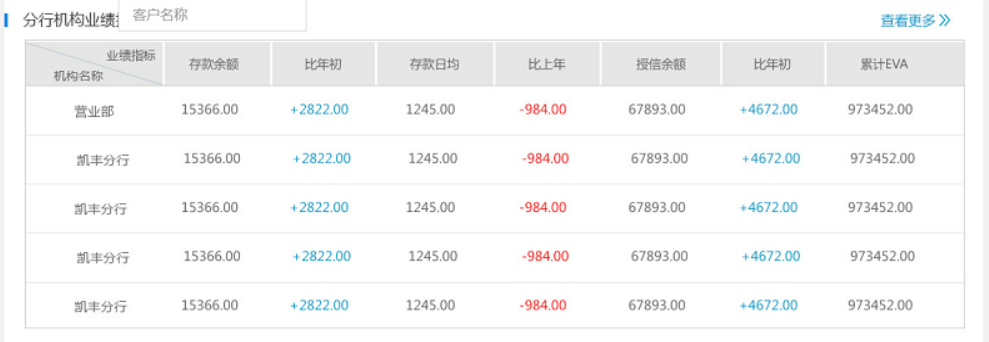 分行机构业绩
客户名称
查看更多
业绩指标
机构名称
存款余额 比年初 存款日均 比上年 授信余额 比年初 累计EVA
营业部 15366.00 +2822.00 1245.00 -984.00 67893.00 +4672.00 973452.00
凯丰分行 15366.00 +2822.00 1245.00 -984.00 67893.00 +4672.00 973452.00
凯丰分行 15366.00 +2822.00 1245.00 -984.00 67893.00 +4672.00 973452.00
凯丰分行 15366.00 +2822.00 1245.00 -984.00 67893.00 +4672.00 973452.00
凯丰分行 15366.00 +2822.00 1245.00 -984.00 67893.00 +4672.00 973452.00